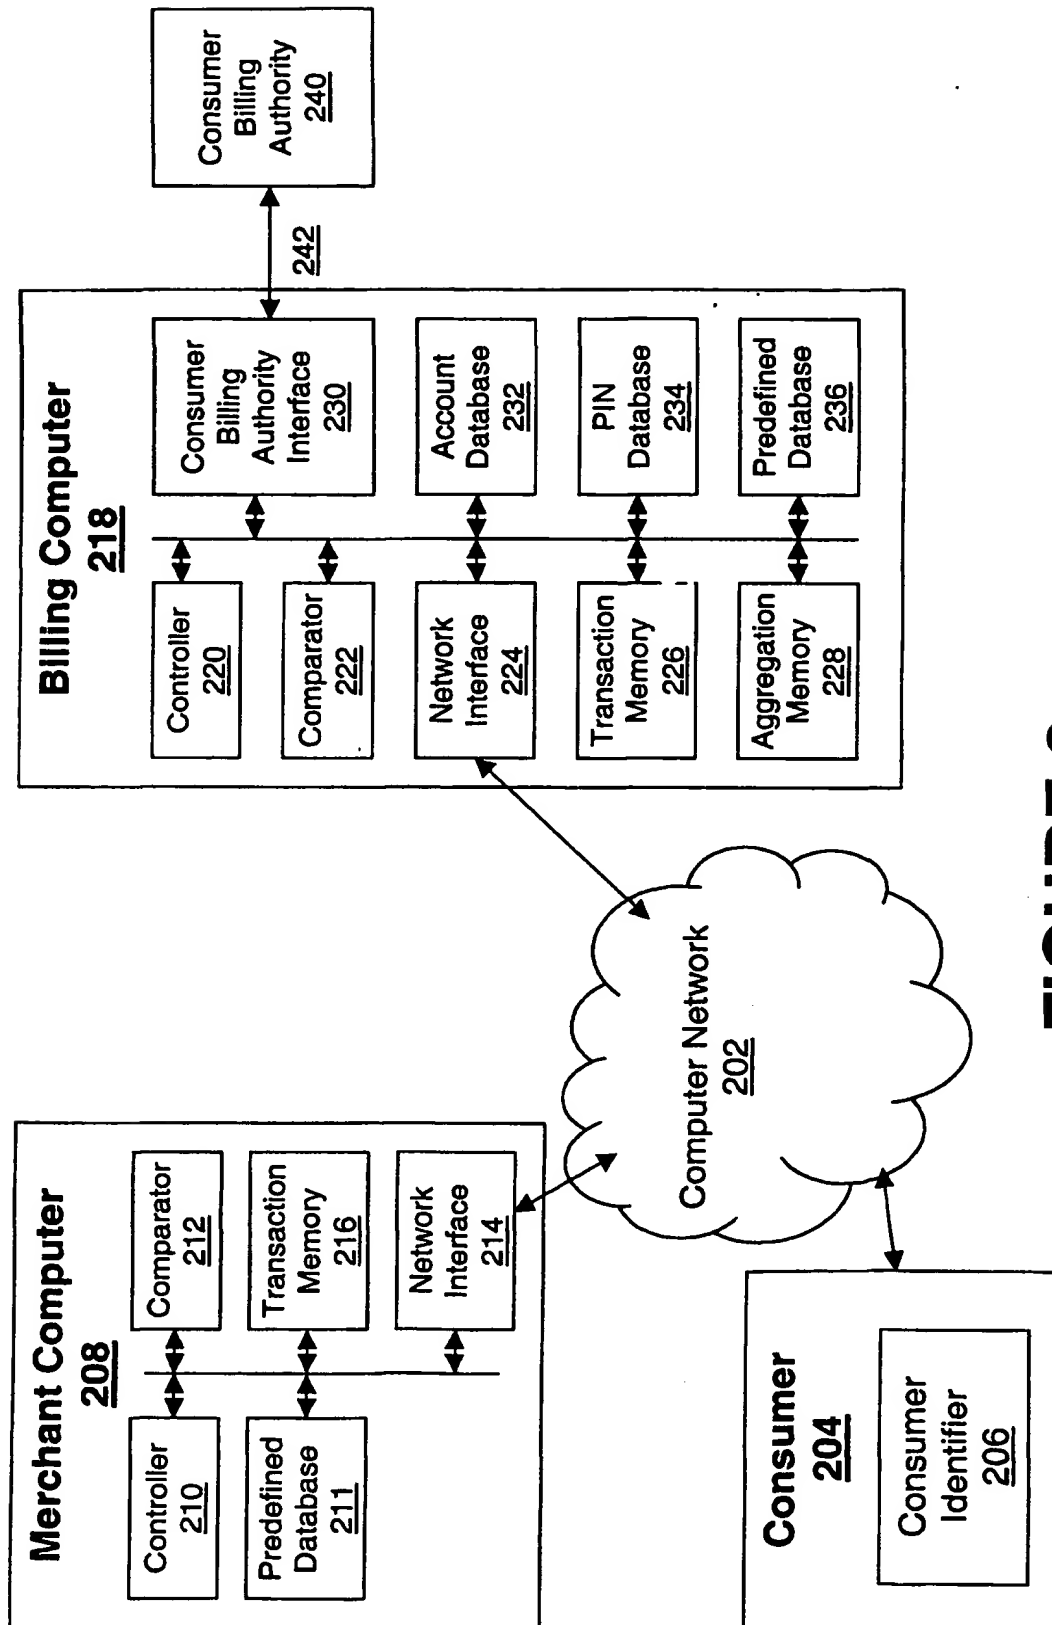 Merchant Computer
208
Controller
210
Comparator
212
Predefined
Database
211
Transaction
Memory
216
Network
Interface
214
Billing Computer
218
Controller
220
Comparator
222
Network
Interface
224
Transaction
Memory
226
Aggregation
Memory
228
Consumer
Billing
Authority
Interface
230
Account
Database
232
PIN
Database
234
Predefined
Database
236
242
Consumer
Billing
Authority
240
Computer Network
202
Consumer
204
Consumer
Identifier
206